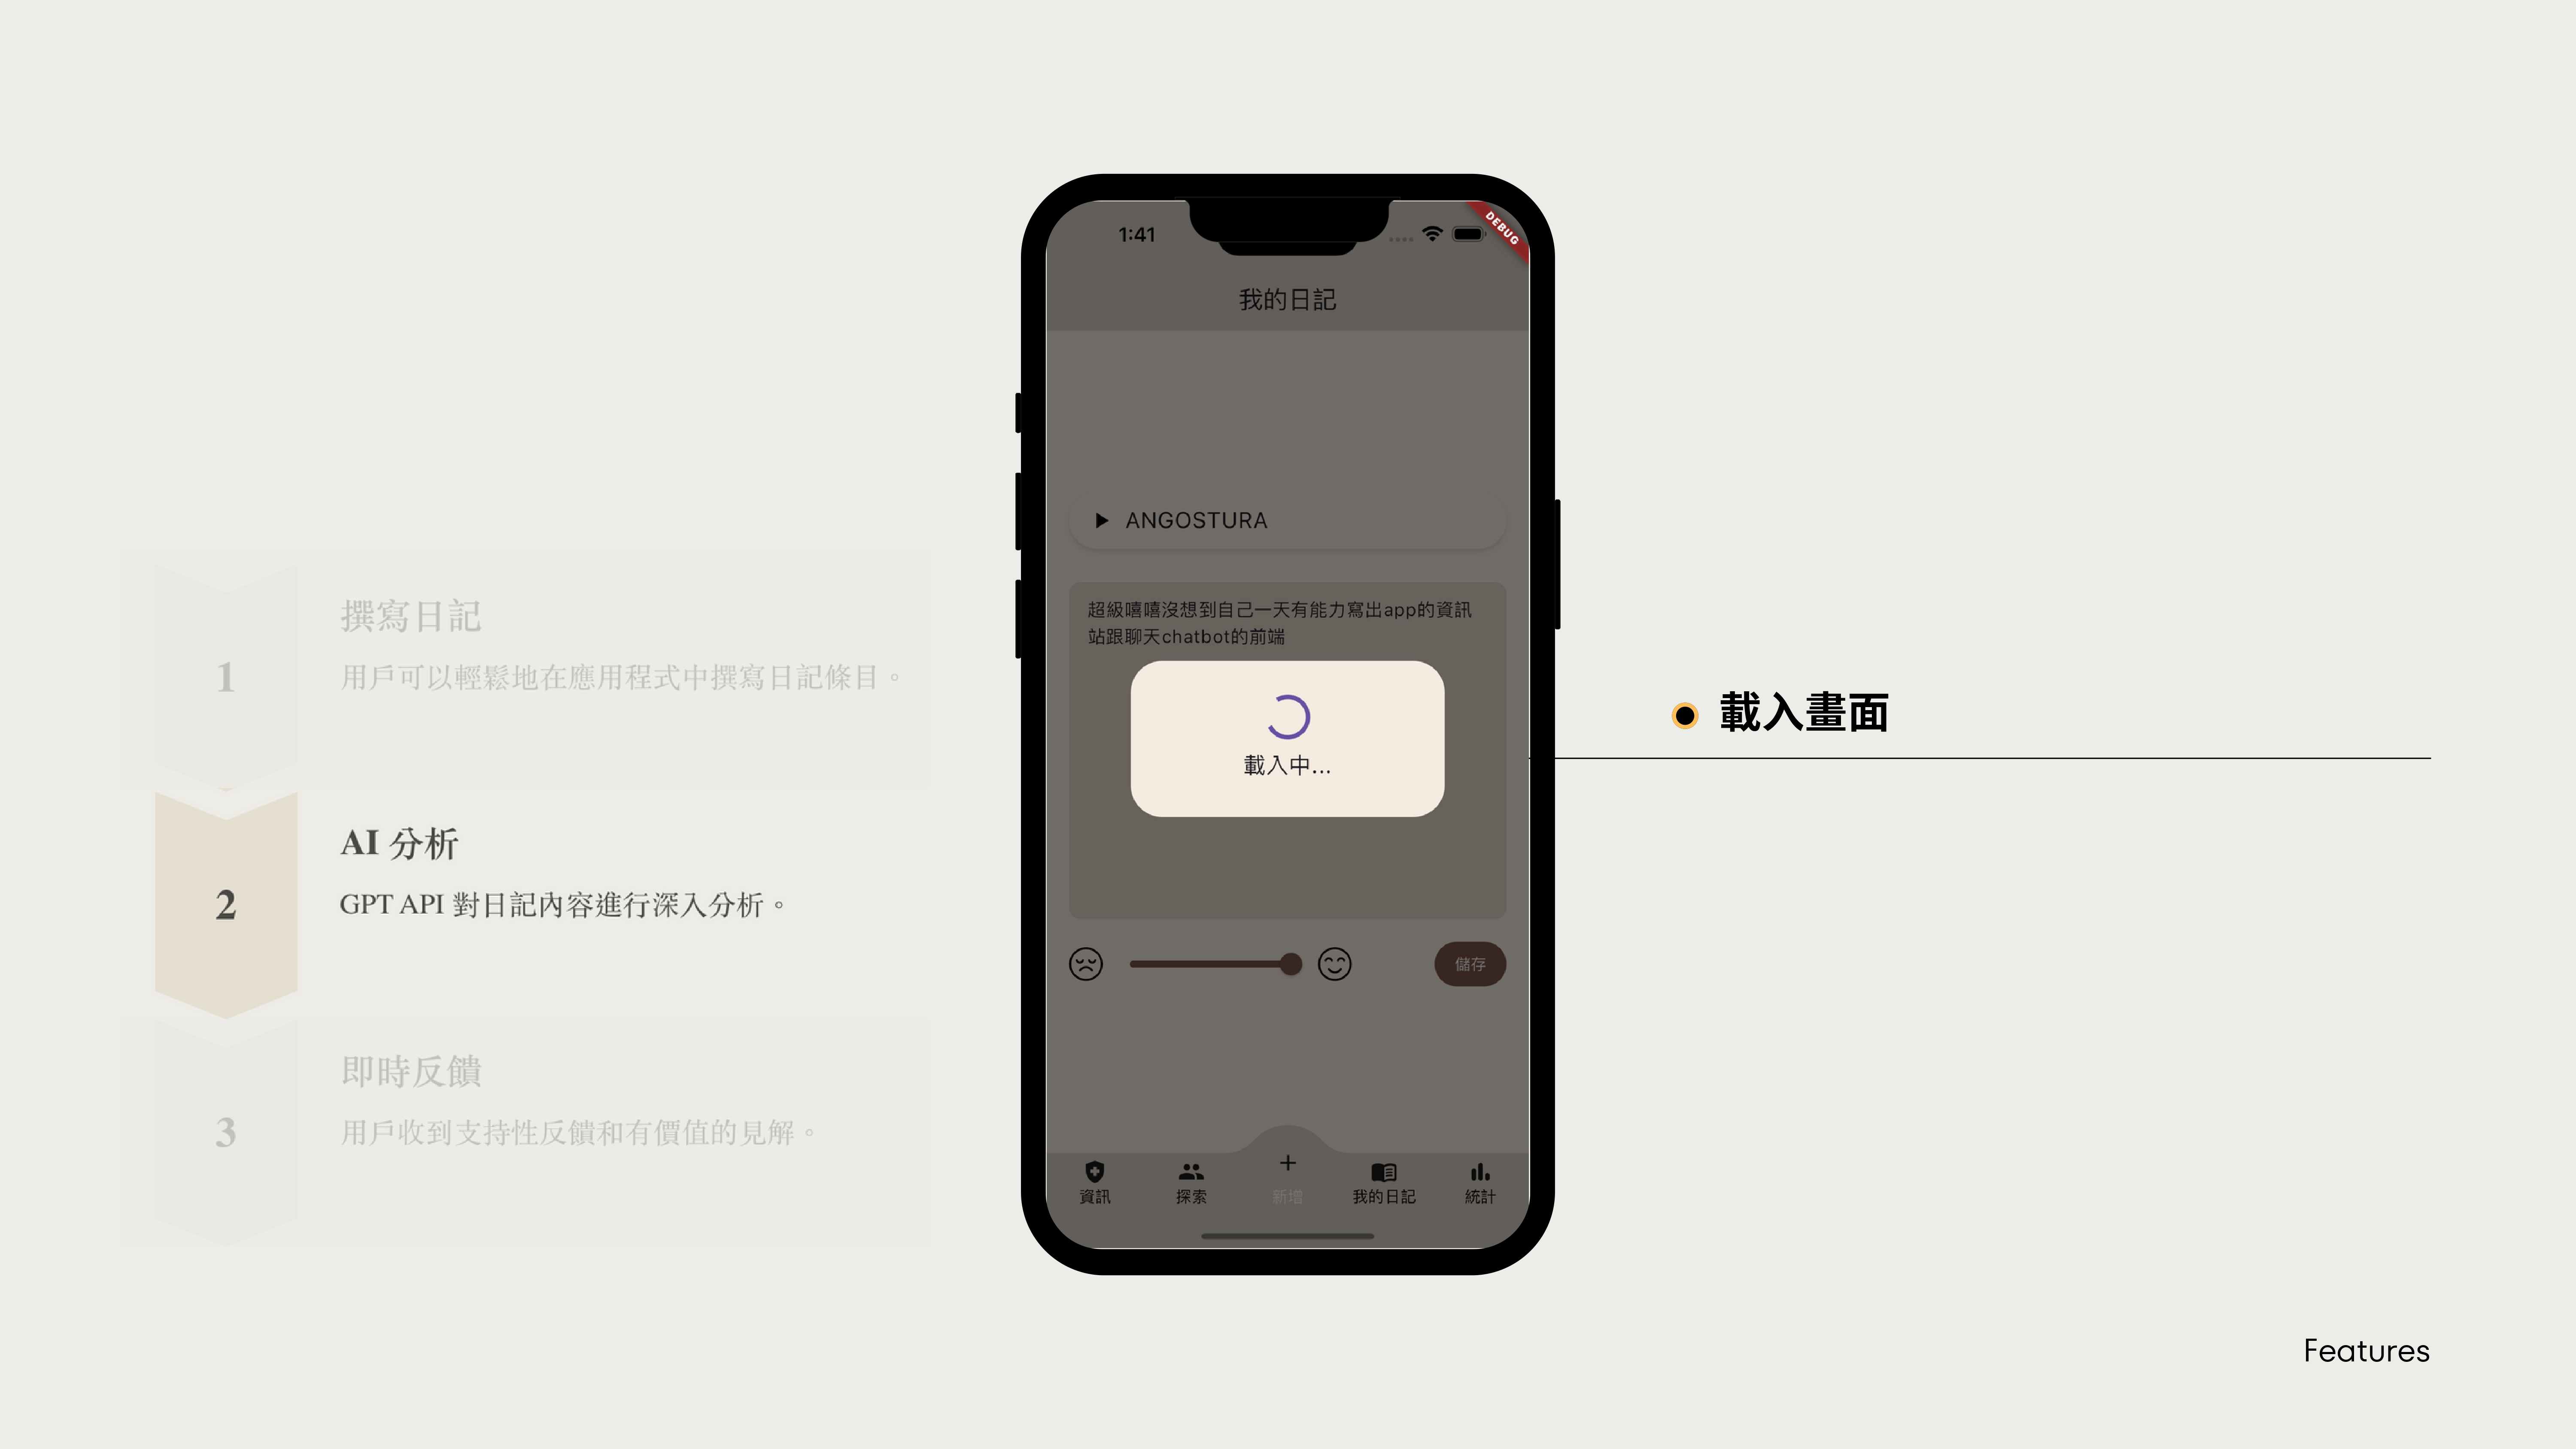 1
撰寫日記
用戶可以輕鬆地在應用程式中撰寫日記條目。
2
AI 分析
GPT API 對日記內容進行深入分析。
3
即時反饋
用戶收到支持性反饋和有價值的見解。
1:41
DEBUG
我的日記
ANGOSTURA
超級嘻嘻沒想到自己一天有能力寫出app的資訊
站跟聊天chatbot的前端
載入中...
儲存
資訊
探索
新增
我的日記
統計
載入畫面
Features